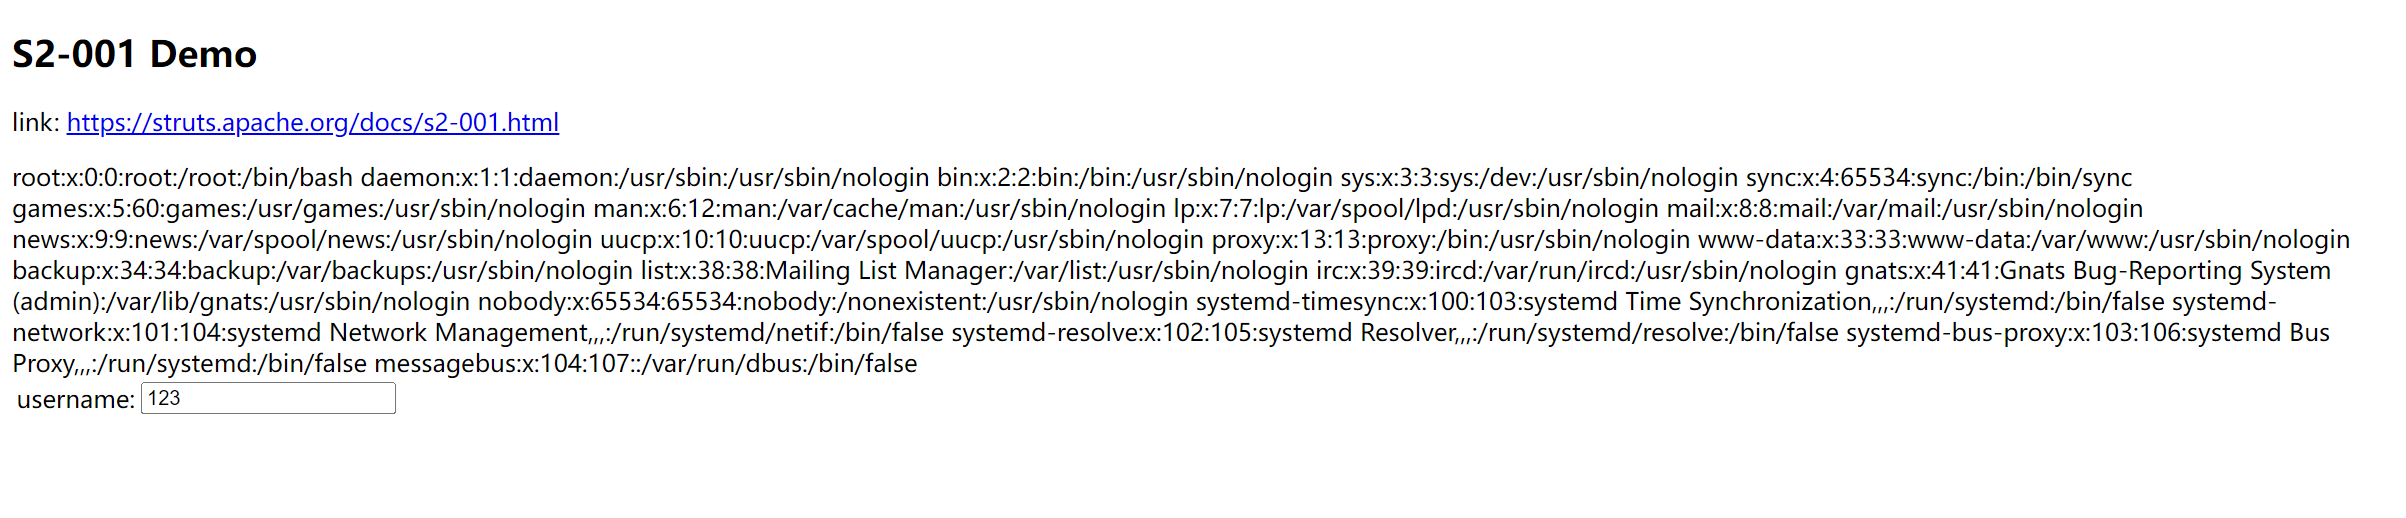 S2-001 Demo
link: https://struts.apache.org/docs/s2-001.html
root:x:0:0:root:/root:/bin/bash daemon:x:1:1:daemon:/usr/sbin:/usr/sbin/nologin bin:x:2:2:bin:/bin:/usr/sbin/nologin sys:x:3:3:sys:/dev:/usr/sbin/nologin sync:x:4:65534:sync:/bin:/bin/sync
games:x:5:60:games:/usr/games:/usr/sbin/nologin man:x:6:12:man:/var/cache/man:/usr/sbin/nologin lp:x:7:7:lp:/var/spool/lpd:/usr/sbin/nologin mail:x:8:8:mail:/var/mail:/usr/sbin/nologin
news:x:9:9:news:/var/spool/news:/usr/sbin/nologin uucp:x:10:10:uucp:/var/spool/uucp:/usr/sbin/nologin proxy:x:13:13:proxy:/bin:/usr/sbin/nologin www-data:x:33:33:www-data:/var/www:/usr/sbin/nologin
backup:x:34:34:backup:/var/backups:/usr/sbin/nologin list:x:38:38:Mailing List Manager:/var/list:/usr/sbin/nologin irc:x:39:39:ircd:/var/run/ircd:/usr/sbin/nologin gnats:x:41:41:Gnats Bug-Reporting System
(admin):/var/lib/gnats:/usr/sbin/nologin nobody:x:65534:65534:nobody:/nonexistent:/usr/sbin/nologin systemd-timesync:x:100:103:systemd Time Synchronization,,,:/run/systemd:/bin/false systemd-
network:x:101:104:systemd Network Management,,,:/run/systemd/netif:/bin/false systemd-resolve:x:102:105:systemd Resolver,,,:/run/systemd/resolve:/bin/false systemd-bus-proxy:x:103:106:systemd Bus
Proxy,,,:/run/systemd:/bin/false messagebus:x:104:107::/var/run/dbus:/bin/false
username: 123